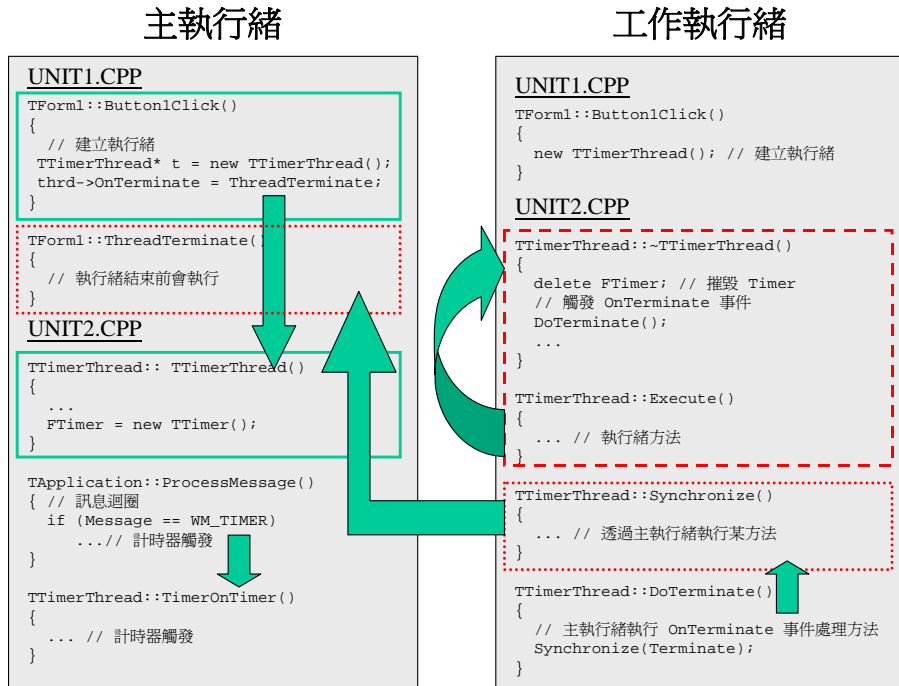 主執行緒
UNIT1.CPP
TForm1::Button1Click()
{
// 建立執行緒
TTimerThread* t = new TTimerThread();
thrd->OnTerminate = ThreadTerminate;
}
TForm1::ThreadTerminate()
{
// 執行緒結束前會執行
}
UNIT2.CPP
TTimerThread:: TTimerThread()
{
...
FTimer = new TTimer();
}
TApplication::ProcessMessage()
{ // 訊息迴圈
if (Message == WM_TIMER)
...// 計時器觸發
}
TTimerThread::TimerOnTimer()
{
... // 計時器觸發
}
工作執行緒
UNIT1.CPP
TForm1::Button1Click()
{
new TTimerThread(); // 建立執行緒
}
UNIT2.CPP
TTimerThread::~TTimerThread()
{
delete FTimer; // 摧毀 Timer
// 觸發 OnTerminate 事件
DoTerminate();
...
}
TTimerThread::Execute()
{
... // 執行緒方法
}
TTimerThread::Synchronize()
{
... // 透過主執行緒執行某方法
}
TTimerThread::DoTerminate()
{
// 主執行緒執行 OnTerminate 事件處理方法
Synchronize(Terminate);
}